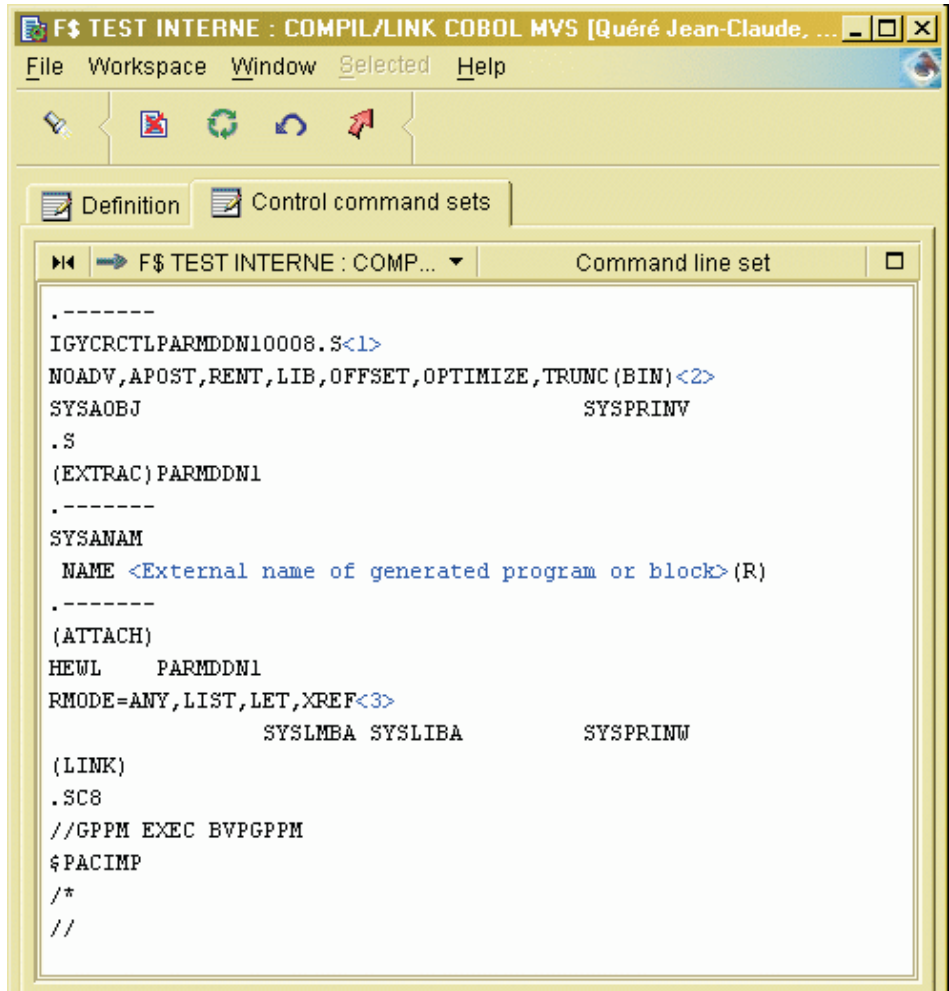 F$ TEST INTERNE : COMPIL/LINK COBOL MVS [Quéré Jean-Claude, ...
File Workspace Window Selected Help
Definition Control command sets
F$ TEST INTERNE : COMP... Command line set
.-------
IGYCRCTLPARMDDN10008.S<1>
NOADV,APOST,RENT,LIB,OFFSET,OPTIMIZE,TRUNC(BIN)<2>
SYSAOBJ                                     SYSPRINV
.S
(EXTRAC)PARMDDN1
.-------
SYSANAM
 NAME <External name of generated program or block>(R)
.-------
(ATTACH)
HEWL    PARMDDN1
RMODE=ANY,LIST,LET,XREF<3>
                SYSLMBA SYSLIBA         SYSPRINW
(LINK)
.SC8
//GPPM EXEC BVPGPPM
$PACIMP
/*
//